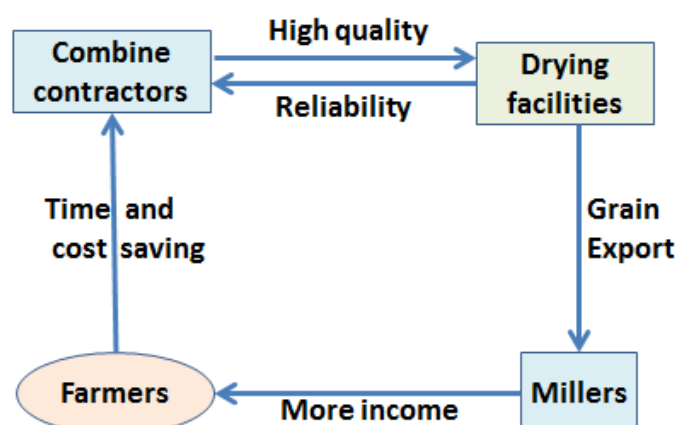 High quality
Combine
contractors
Drying
facilities
Reliability
Time and
cost saving
Grain
Export
Farmers
Millers
More income